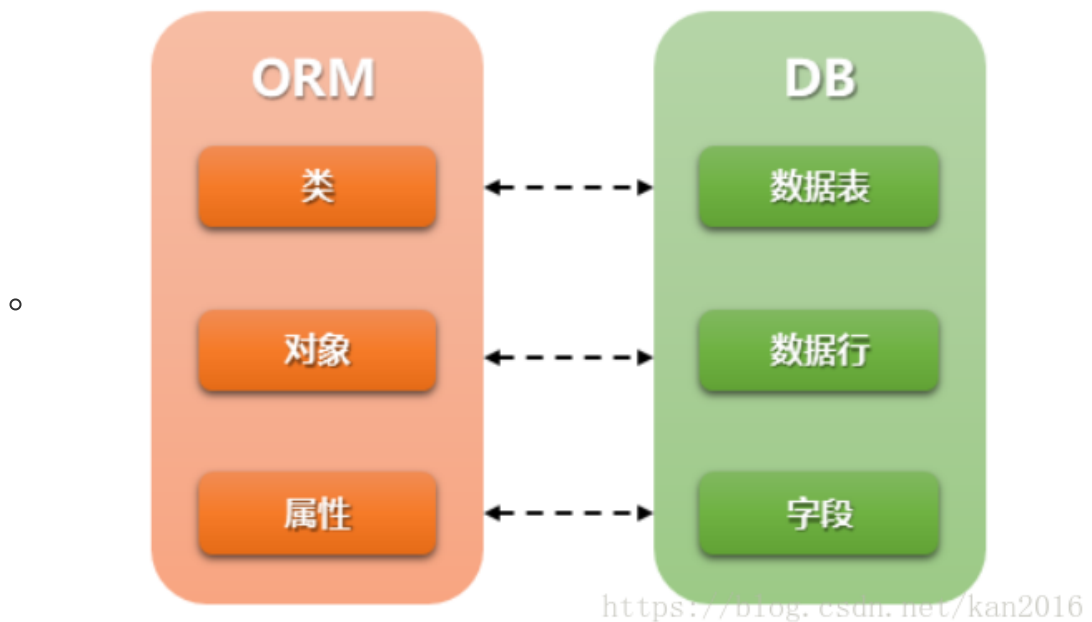 ORM
DB
类
数据表
对象
数据行
属性
字段
https://blog.csdn.net/kan2016